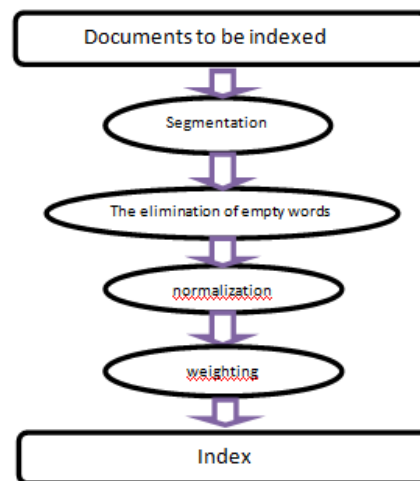 Documents to be indexed
Segmentation
The elimination of empty words
normalization
weighting
Index